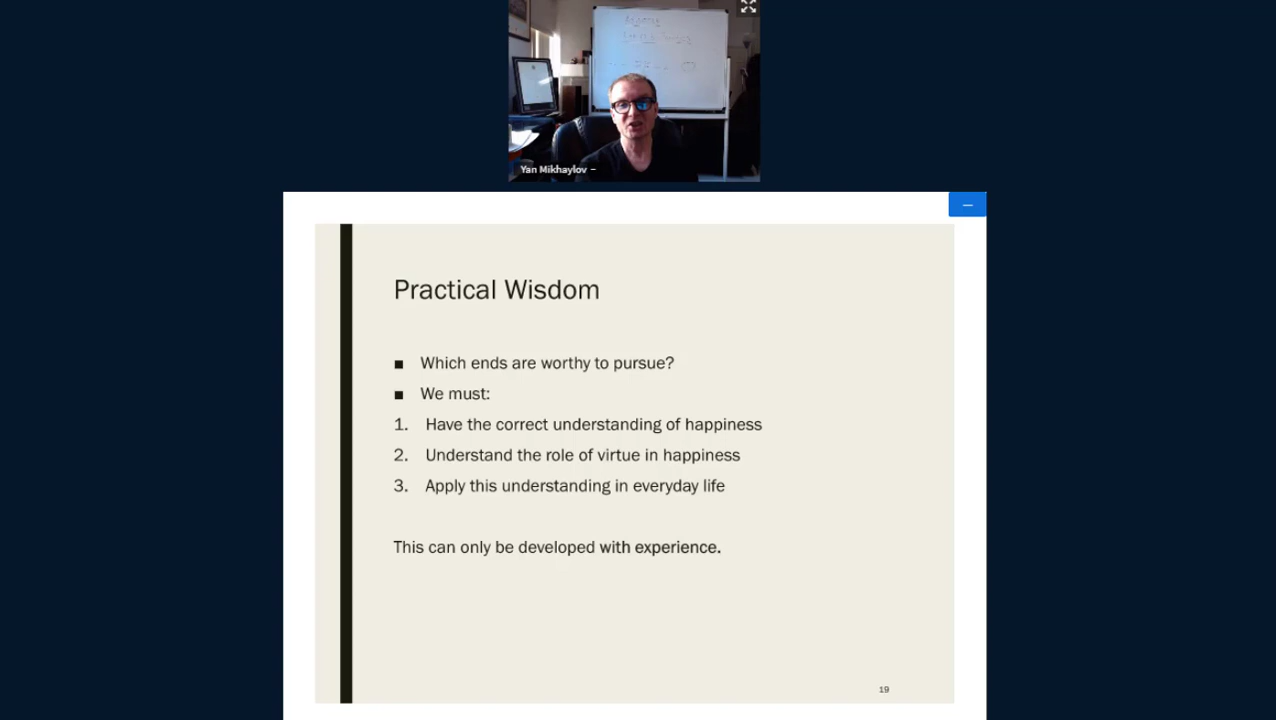 Yan Mikhaylov –
Practical Wisdom
■ Which ends are worthy to pursue?
■ We must:
1. Have the correct understanding of happiness
2. Understand the role of virtue in happiness
3. Apply this understanding in everyday life
This can only be developed with experience.
19